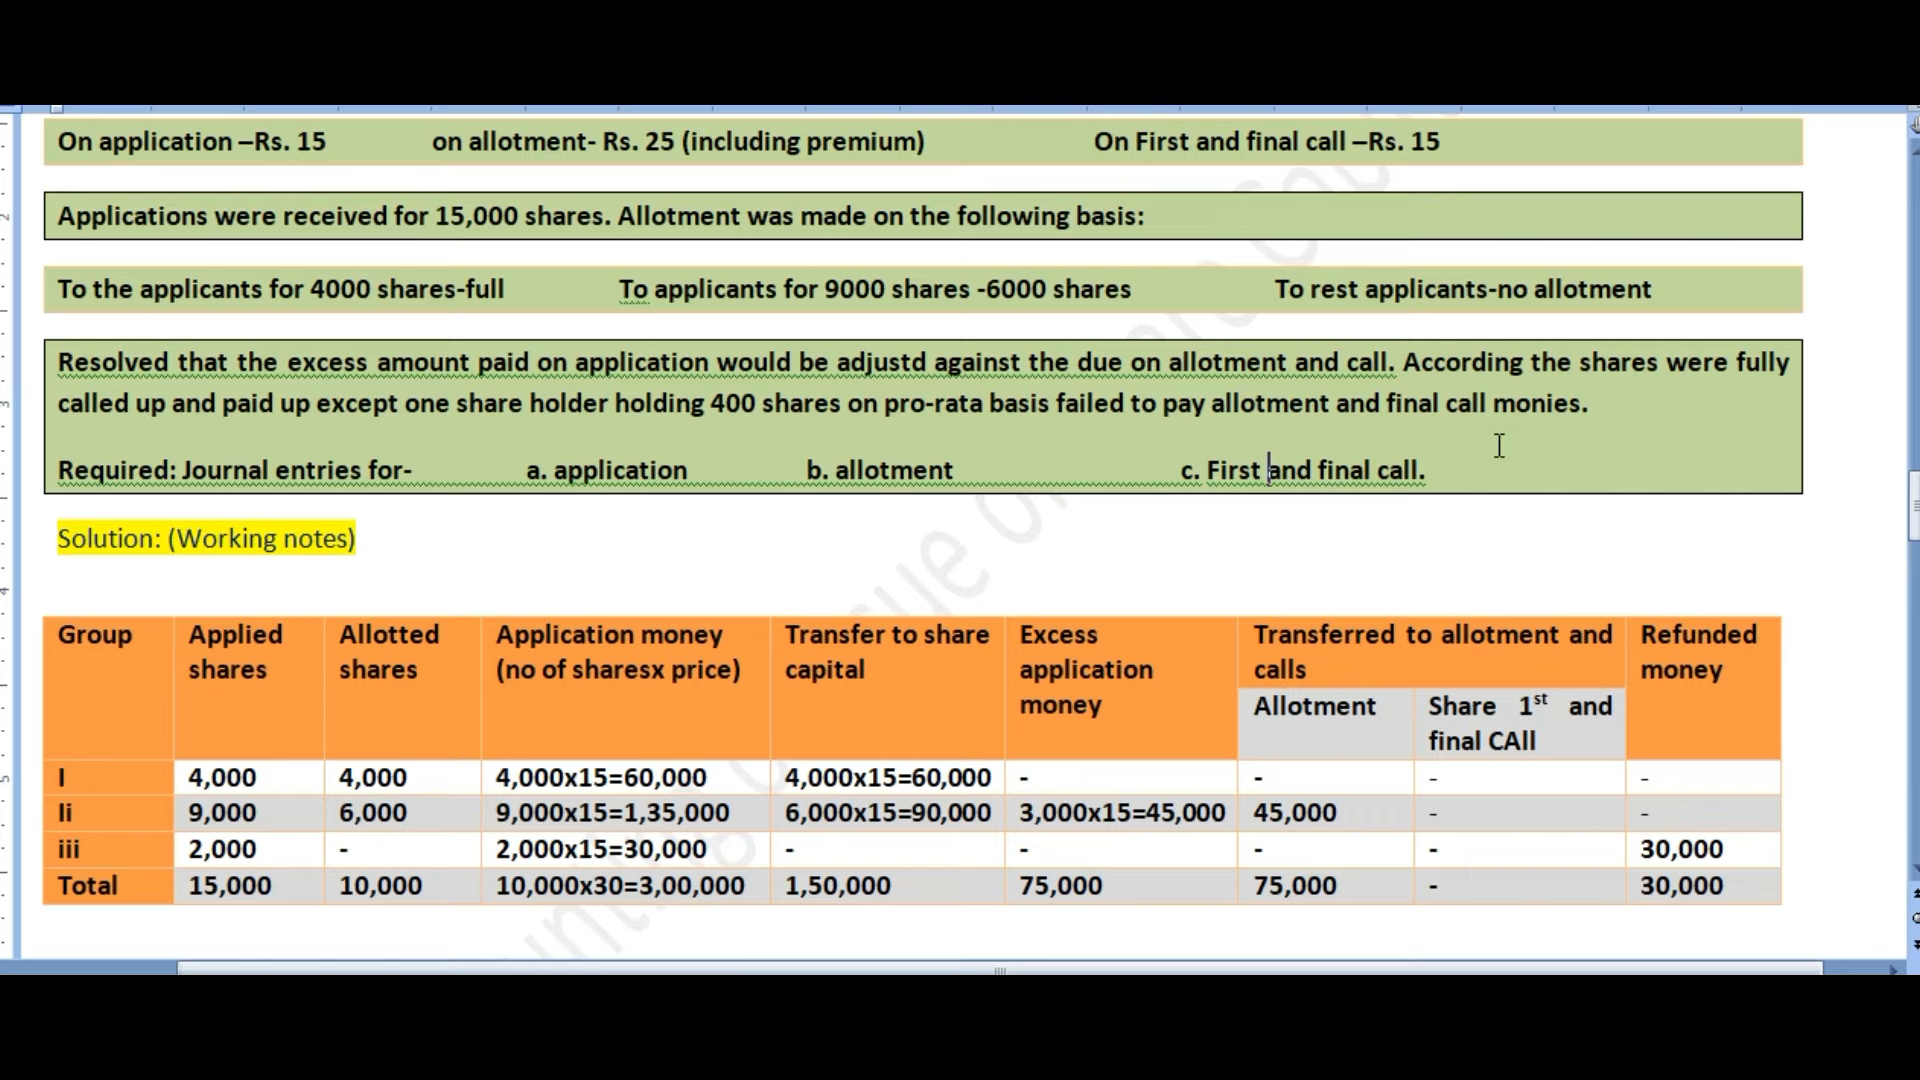 On application –Rs. 15 on allotment- Rs. 25 (including premium) On First and final call –Rs. 15
Applications were received for 15,000 shares. Allotment was made on the following basis:
To the applicants for 4000 shares-full To applicants for 9000 shares -6000 shares To rest applicants-no allotment
Resolved that the excess amount paid on application would be adjustd against the due on allotment and call. According the shares were fully
called up and paid up except one share holder holding 400 shares on pro-rata basis failed to pay allotment and final call monies.
Required: Journal entries for- a. application b. allotment c. First and final call.
Solution: (Working notes)
Group Applied shares Allotted shares Application money (no of sharesx price) Transfer to share capital Excess application money Transferred to allotment and calls Refunded money
Allotment Share 1st and final CAll
I 4,000 4,000 4,000x15=60,000 4,000x15=60,000 - - - -
Ii 9,000 6,000 9,000x15=1,35,000 6,000x15=90,000 3,000x15=45,000 45,000 - -
iii 2,000 - 2,000x15=30,000 - - - - 30,000
Total 15,000 10,000 10,000x30=3,00,000 1,50,000 75,000 75,000 - 30,000